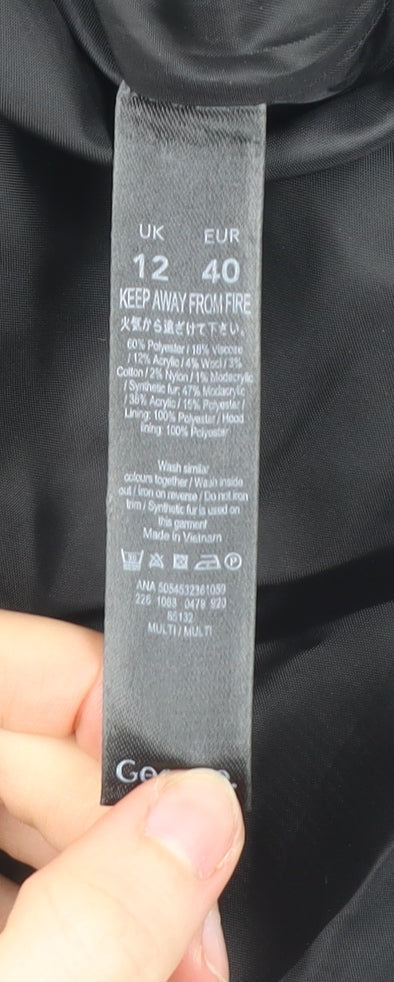 UK EUR
12 40
KEEP AWAY FROM FIRE
火気から遠ざけて下さい。
60% Polyester / 18% Viscose
/ 12% Acrylic / 4% Wool / 3%
Cotton / 2% Nylon / 1% Modacrylic
/ Synthetic fur: 47% Modacrylic
/ 38% Acrylic / 15% Polyester /
Lining: 100% Polyester / Hood
lining: 100% Polyester
Wash similar
colours together / Wash inside
out / Iron on reverse / Do not iron
trim / Synthetic fur is used on
this garment
Made in Vietnam
ANA 5054532361059
226 1083 0479 920
85132
MULTI / MULTI